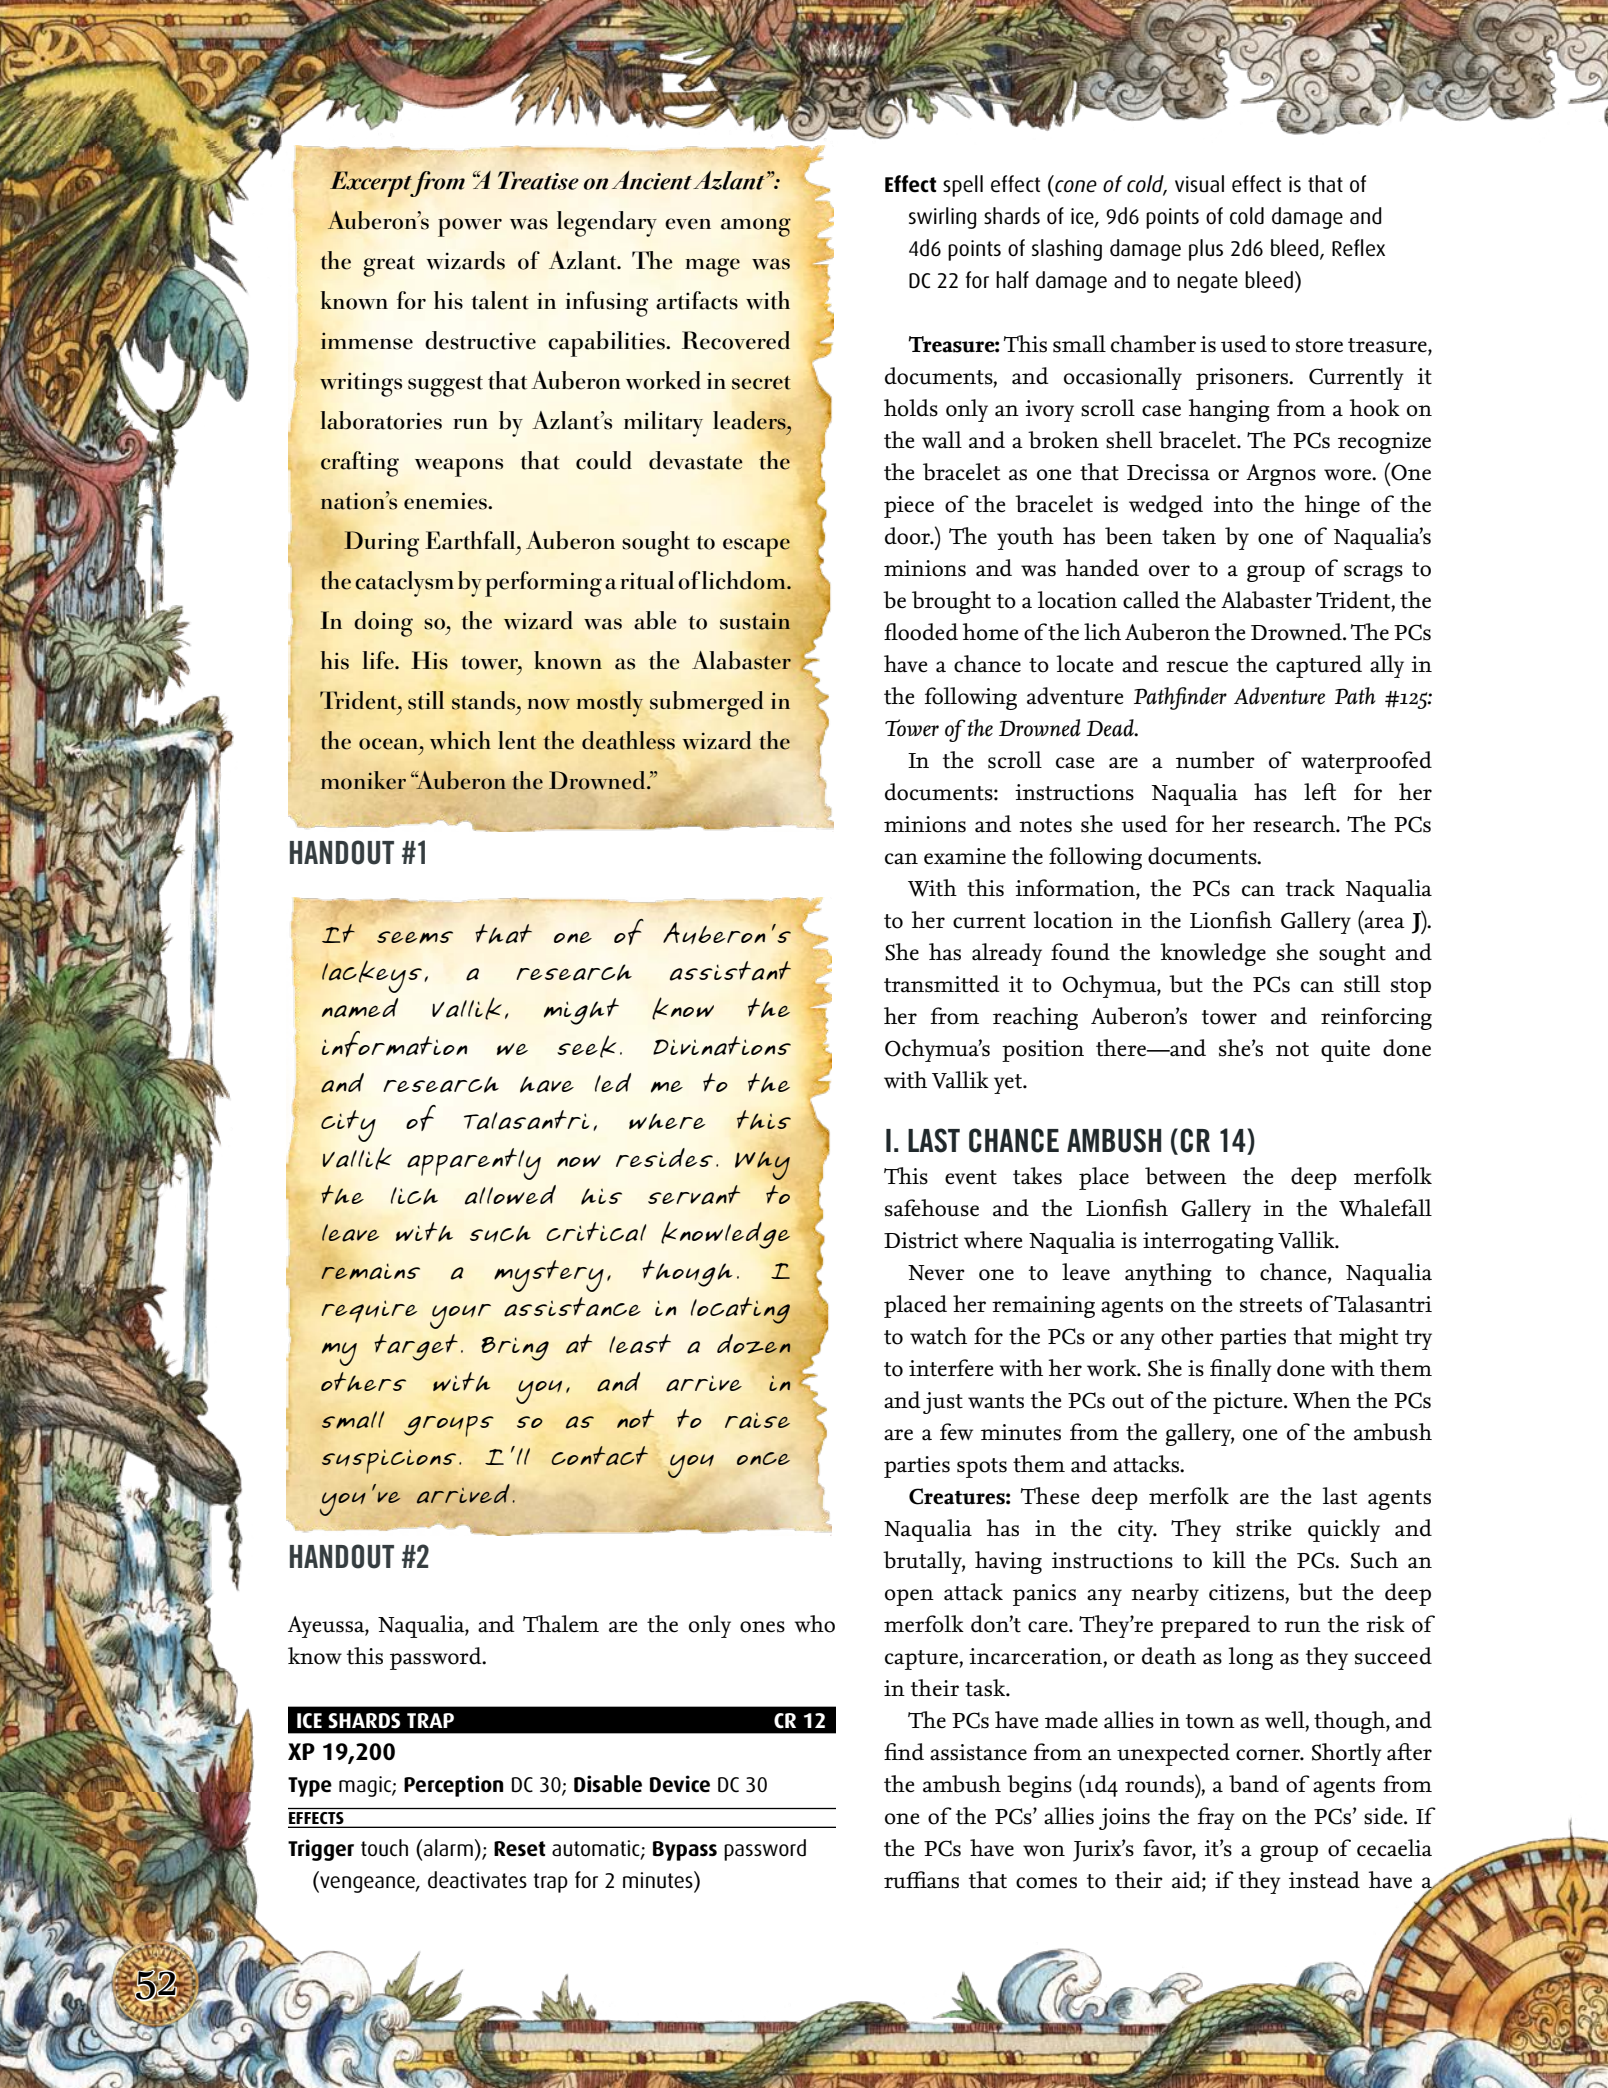 Excerpt from “A Treatise on Ancient Azlant”:
Auberon’s power was legendary even among
the great wizards of Azlant. The mage was
known for his talent in infusing artifacts with
immense destructive capabilities. Recovered
writings suggest that Auberon worked in secret
laboratories run by Azlant’s military leaders,
crafting weapons that could devastate the
nation’s enemies.
During Earthfall, Auberon sought to escape
the cataclysm by performing a ritual of lichdom.
In doing so, the wizard was able to sustain
his life. His tower, known as the Alabaster
Trident, still stands, now mostly submerged in
the ocean, which lent the deathless wizard the
moniker “Auberon the Drowned.”
HANDOUT #1
It seems that one of Auberon's
lackeys, a research assistant
named Vallik, might know the
information we seek. Divinations
and research have led me to the
city of Talasantri, where this
Vallik apparently now resides. Why
the lich allowed his servant to
leave with such critical knowledge
remains a mystery, though. I
require your assistance in locating
my target. Bring at least a dozen
others with you, and arrive in
small groups so as not to raise
suspicions. I'll contact you once
you've arrived.
HANDOUT #2
Ayeussa, Naqualia, and Thalem are the only ones who
know this password.
ICE SHARDS TRAP CR 12
XP 19,200
Type magic; Perception DC 30; Disable Device DC 30
EFFECTS
Trigger touch (alarm); Reset automatic; Bypass password
(vengeance, deactivates trap for 2 minutes)
Effect spell effect (cone of cold, visual effect is that of
swirling shards of ice, 9d6 points of cold damage and
4d6 points of slashing damage plus 2d6 bleed, Reflex
DC 22 for half damage and to negate bleed)
Treasure: This small chamber is used to store treasure,
documents, and occasionally prisoners. Currently it
holds only an ivory scroll case hanging from a hook on
the wall and a broken shell bracelet. The PCs recognize
the bracelet as one that Drecissa or Argnos wore. (One
piece of the bracelet is wedged into the hinge of the
door.) The youth has been taken by one of Naqualia’s
minions and was handed over to a group of scrags to
be brought to a location called the Alabaster Trident, the
flooded home of the lich Auberon the Drowned. The PCs
have a chance to locate and rescue the captured ally in
the following adventure Pathfinder Adventure Path #125:
Tower of the Drowned Dead.
In the scroll case are a number of waterproofed
documents: instructions Naqualia has left for her
minions and notes she used for her research. The PCs
can examine the following documents.
With this information, the PCs can track Naqualia
to her current location in the Lionfish Gallery (area J).
She has already found the knowledge she sought and
transmitted it to Ochymua, but the PCs can still stop
her from reaching Auberon’s tower and reinforcing
Ochymua’s position there—and she’s not quite done
with Vallik yet.
I. LAST CHANCE AMBUSH (CR 14)
This event takes place between the deep merfolk
safehouse and the Lionfish Gallery in the Whalefall
District where Naqualia is interrogating Vallik.
Never one to leave anything to chance, Naqualia
placed her remaining agents on the streets of Talasantri
to watch for the PCs or any other parties that might try
to interfere with her work. She is finally done with them
and just wants the PCs out of the picture. When the PCs
are a few minutes from the gallery, one of the ambush
parties spots them and attacks.
Creatures: These deep merfolk are the last agents
Naqualia has in the city. They strike quickly and
brutally, having instructions to kill the PCs. Such an
open attack panics any nearby citizens, but the deep
merfolk don’t care. They’re prepared to run the risk of
capture, incarceration, or death as long as they succeed
in their task.
The PCs have made allies in town as well, though, and
find assistance from an unexpected corner. Shortly after
the ambush begins (1d4 rounds), a band of agents from
one of the PCs’ allies joins the fray on the PCs’ side. If
the PCs have won Jurix’s favor, it’s a group of cecaelia
ruffians that comes to their aid; if they instead have a
52